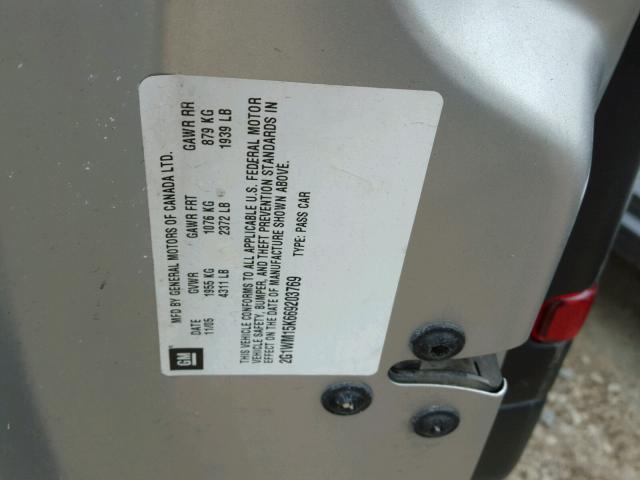 MFD BY GENERAL MOTORS OF CANADA LTD.
DATE GVWR GAWR FRT GAWR RR
11/05 1955 KG 1076 KG 879 KG
4311 LB 2372 LB 1939 LB
THIS VEHICLE CONFORMS TO ALL APPLICABLE U.S. FEDERAL MOTOR
VEHICLE SAFETY, BUMPER, AND THEFT PREVENTION STANDARDS IN
EFFECT ON THE DATE OF MANUFACTURE SHOWN ABOVE.
2G1WM15K669203769 TYPE: PASS CAR
GM